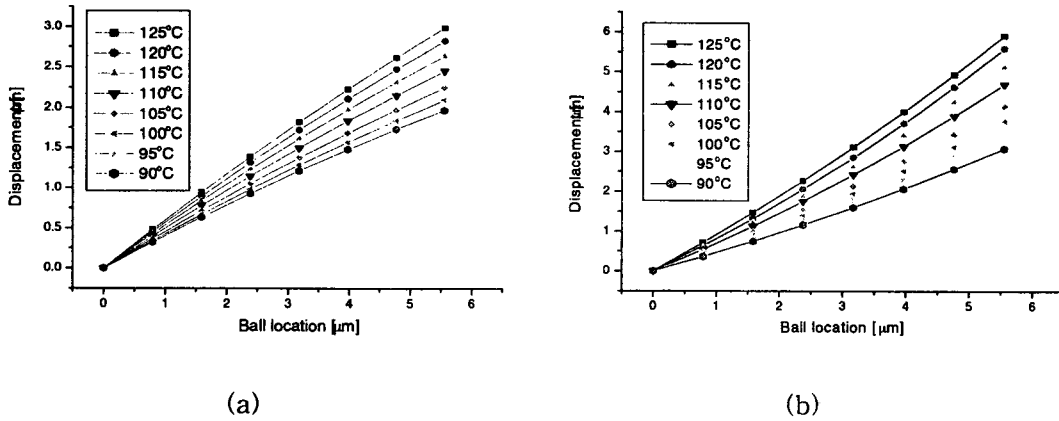 3.0
2.5
2.0
1.5
1.0
0.5
0.0
Displacement[μm]
125°C
120°C
115°C
110°C
105°C
100°C
95°C
90°C
0 1 2 3 4 5 6
Ball location [μm]
(a)
6
5
4
3
2
1
0
Displacement[μm]
125°C
120°C
115°C
110°C
105°C
100°C
95°C
90°C
0 1 2 3 4 5 6
Ball location [μm]
(b)